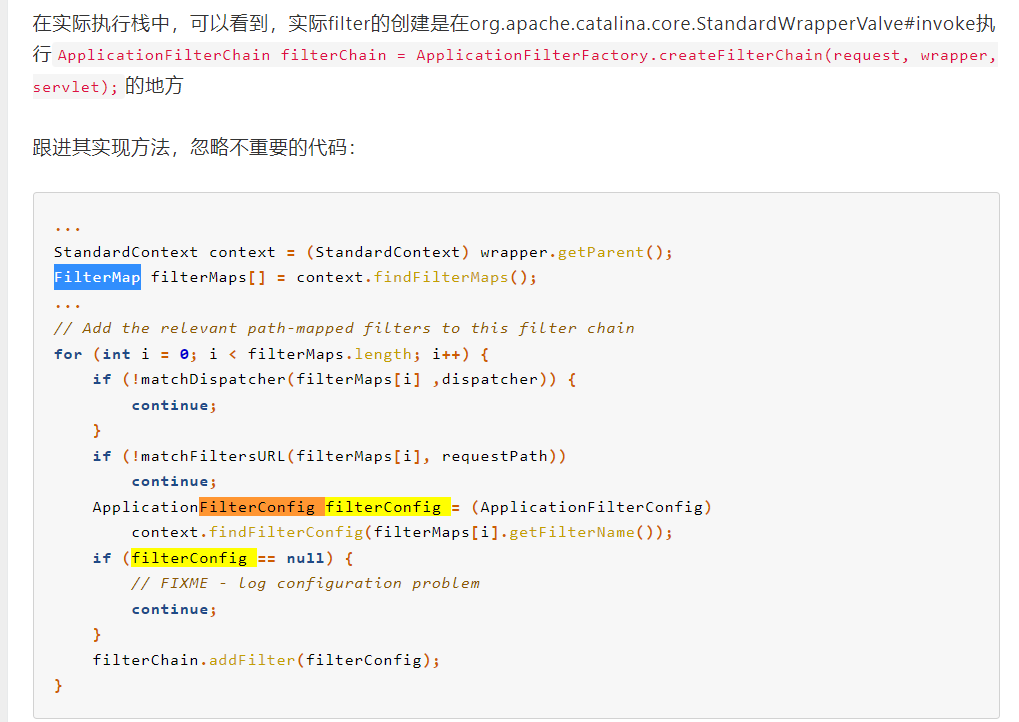 在实际执行栈中，可以看到，实际filter的创建是在org.apache.catalina.core.StandardWrapperValve#invoke执
行 ApplicationFilterChain filterChain = ApplicationFilterFactory.createFilterChain(request, wrapper,
servlet); 的地方
跟进其实现方法，忽略不重要的代码：
...
StandardContext context = (StandardContext) wrapper.getParent();
FilterMap filterMaps[] = context.findFilterMaps();
...
// Add the relevant path-mapped filters to this filter chain
for (int i = 0; i < filterMaps.length; i++) {
    if (!matchDispatcher(filterMaps[i] ,dispatcher)) {
        continue;
    }
    if (!matchFiltersURL(filterMaps[i], requestPath))
        continue;
    ApplicationFilterConfig filterConfig = (ApplicationFilterConfig)
        context.findFilterConfig(filterMaps[i].getFilterName());
    if (filterConfig == null) {
        // FIXME - log configuration problem
        continue;
    }
    filterChain.addFilter(filterConfig);
}